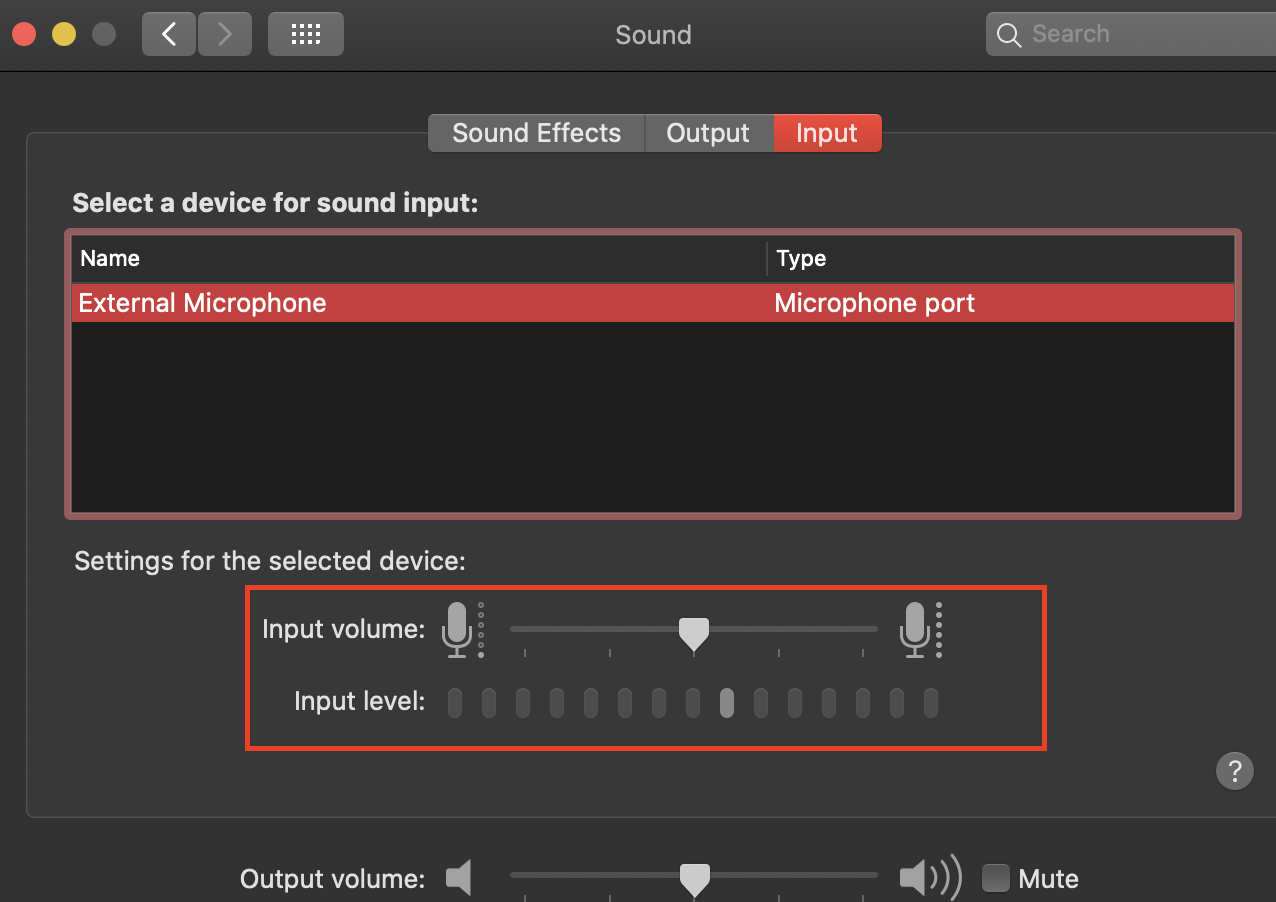 Sound
Search
Sound Effects Output Input
Select a device for sound input:
Name Type
External Microphone Microphone port
Settings for the selected device:
Input volume:
Input level:
?
Output volume: Mute